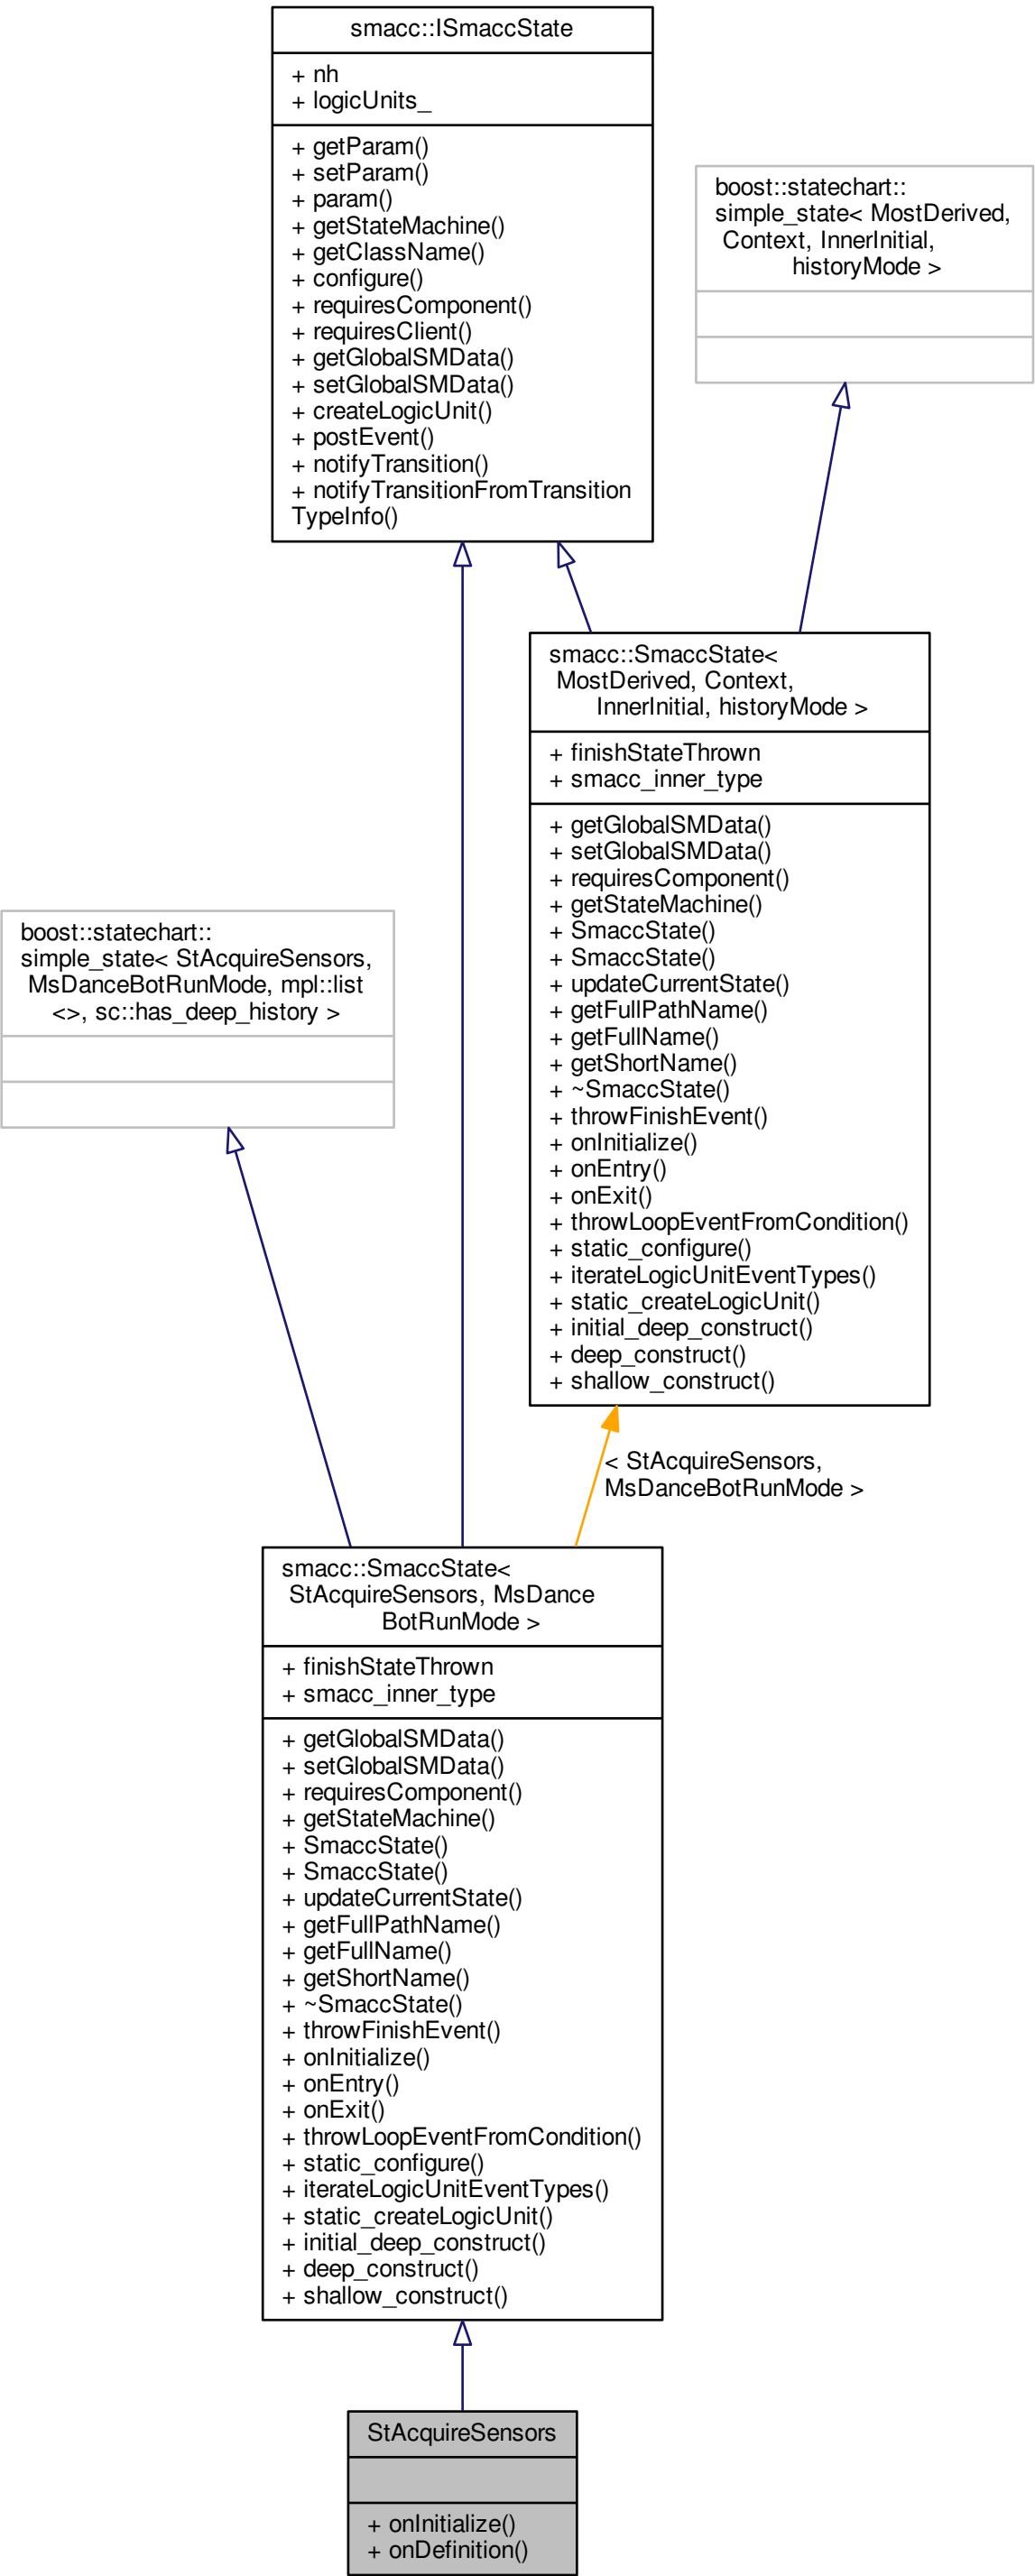 smacc::ISmaccState
+ nh
+ logicUnits_
+ getParam()
+ setParam()
+ param()
+ getStateMachine()
+ getClassName()
+ configure()
+ requiresComponent()
+ requiresClient()
+ getGlobalSMData()
+ setGlobalSMData()
+ createLogicUnit()
+ postEvent()
+ notifyTransition()
+ notifyTransitionFromTransition
TypeInfo()
boost::statechart::
simple_state< MostDerived,
Context, InnerInitial,
historyMode >
smacc::SmaccState<
MostDerived, Context,
InnerInitial, historyMode >
+ finishStateThrown
+ smacc_inner_type
+ getGlobalSMData()
+ setGlobalSMData()
+ requiresComponent()
+ getStateMachine()
+ SmaccState()
+ SmaccState()
+ updateCurrentState()
+ getFullPathName()
+ getFullName()
+ getShortName()
+ ~SmaccState()
+ throwFinishEvent()
+ onInitialize()
+ onEntry()
+ onExit()
+ throwLoopEventFromCondition()
+ static_configure()
+ iterateLogicUnitEventTypes()
+ static_createLogicUnit()
+ initial_deep_construct()
+ deep_construct()
+ shallow_construct()
boost::statechart::
simple_state< StAcquireSensors,
MsDanceBotRunMode, mpl::list
<>, sc::has_deep_history >
< StAcquireSensors,
MsDanceBotRunMode >
smacc::SmaccState<
StAcquireSensors, MsDance
BotRunMode >
+ finishStateThrown
+ smacc_inner_type
+ getGlobalSMData()
+ setGlobalSMData()
+ requiresComponent()
+ getStateMachine()
+ SmaccState()
+ SmaccState()
+ updateCurrentState()
+ getFullPathName()
+ getFullName()
+ getShortName()
+ ~SmaccState()
+ throwFinishEvent()
+ onInitialize()
+ onEntry()
+ onExit()
+ throwLoopEventFromCondition()
+ static_configure()
+ iterateLogicUnitEventTypes()
+ static_createLogicUnit()
+ initial_deep_construct()
+ deep_construct()
+ shallow_construct()
StAcquireSensors
+ onInitialize()
+ onDefinition()